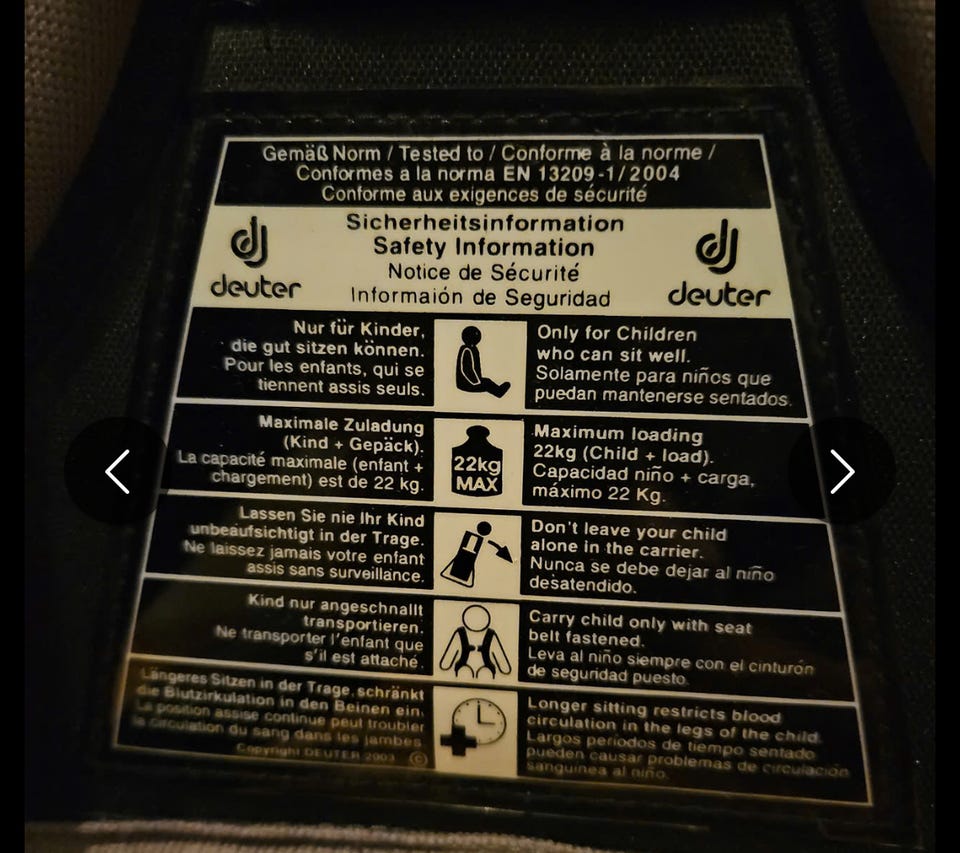 Gemäß Norm / Tested to / Conforme à la norme /
Conformes a la norma EN 13209-1/2004
Conforme aux exigences de sécurité
deuter
Sicherheitsinformation
Safety Information
Notice de Sécurité
Informaión de Seguridad
deuter
Nur für Kinder,
die gut sitzen können.
Pour les enfants, qui se
tiennent assis seuls.
Only for Children
who can sit well.
Solamente para niños que
puedan mantenerse sentados.
Maximale Zuladung
(Kind + Gepäck).
La capacité maximale (enfant +
chargement) est de 22 kg.
22kg
MAX
Maximum loading
22kg (Child + load).
Capacidad niño + carga,
máximo 22 Kg.
Lassen Sie nie Ihr Kind
unbeaufsichtigt in der Trage.
Ne laissez jamais votre enfant
assis sans surveillance.
Don't leave your child
alone in the carrier.
Nunca se debe dejar al niño
desatendido.
Kind nur angeschnallt
transportieren.
Ne transporter l'enfant que
s'il est attaché.
Carry child only with seat
belt fastened.
Leva al niño siempre con el cinturón
de seguridad puesto.
Längeres Sitzen in der Trage schränkt
die Blutzirkulation in den Beinen ein.
La position assise continue peut troubler
la circulation du sang dans les jambes
Copyright DEUTER 2003 ©
Longer sitting restricts blood
circulation in the legs of the child.
Largos periodos de tiempo sentado
pueden causar problemas de circulación
sanguinea al niño.